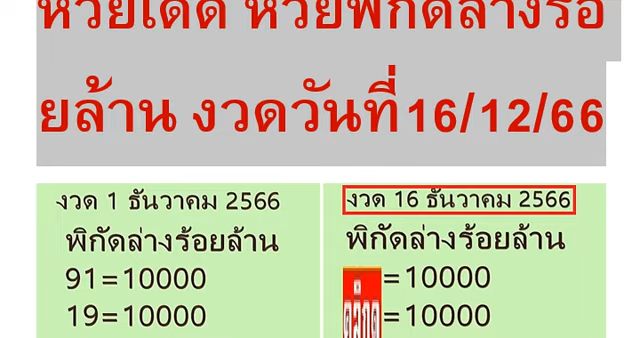 หวยเด็ด หวยพิกัดล่างร้อ
ยล้าน งวดวันที่16/12/66
งวด 1 ธันวาคม 2566
พิกัดล่างร้อยล้าน
91=10000
19=10000
งวด 16 ธันวาคม 2566
พิกัดล่างร้อยล้าน
=10000
=10000